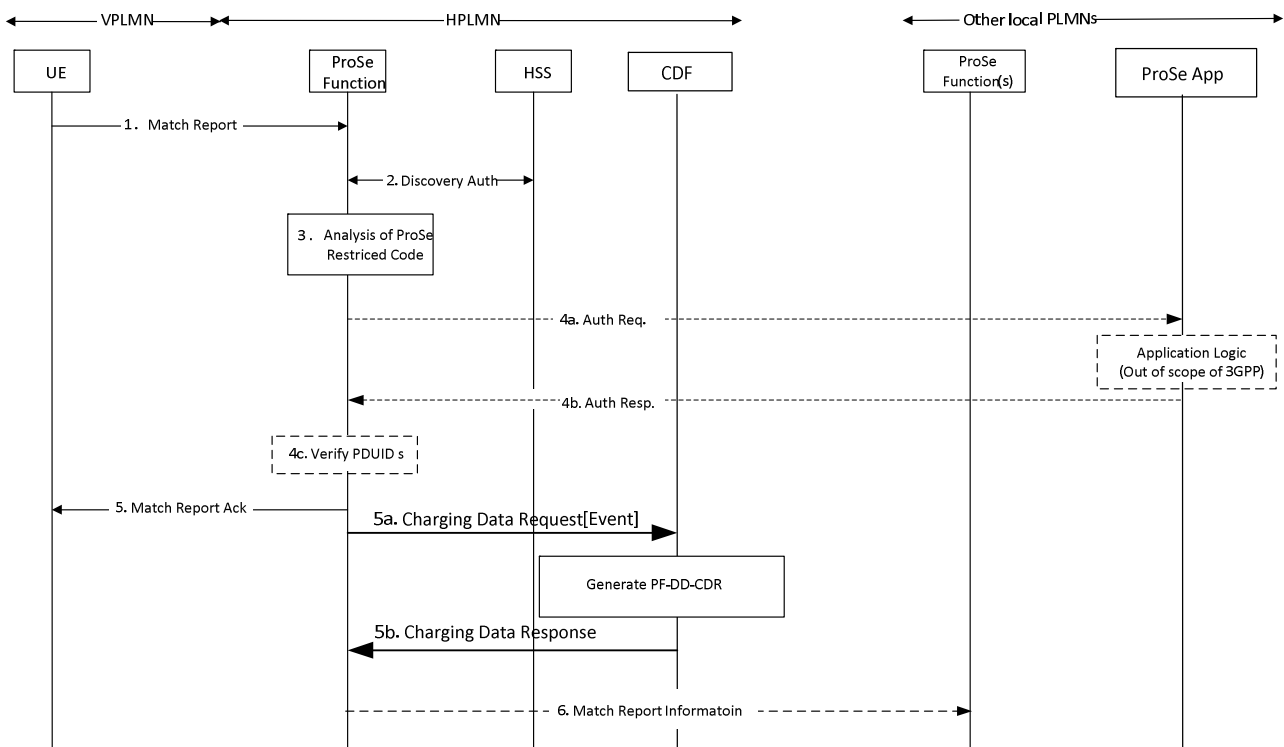 VPLMN
HPLMN
Other local PLMNs
UE
ProSe
Function
HSS
CDF
ProSe
Function(s)
ProSe App
1. Match Report
2. Discovery Auth
3. Analysis of ProSe
Restriced Code
4a. Auth Req.
Application Logic
(Out of scope of 3GPP)
4b. Auth Resp.
4c. Verify PDUID s
5. Match Report Ack
5a. Charging Data Request[Event]
Generate PF-DD-CDR
5b. Charging Data Response
6. Match Report Informatoin